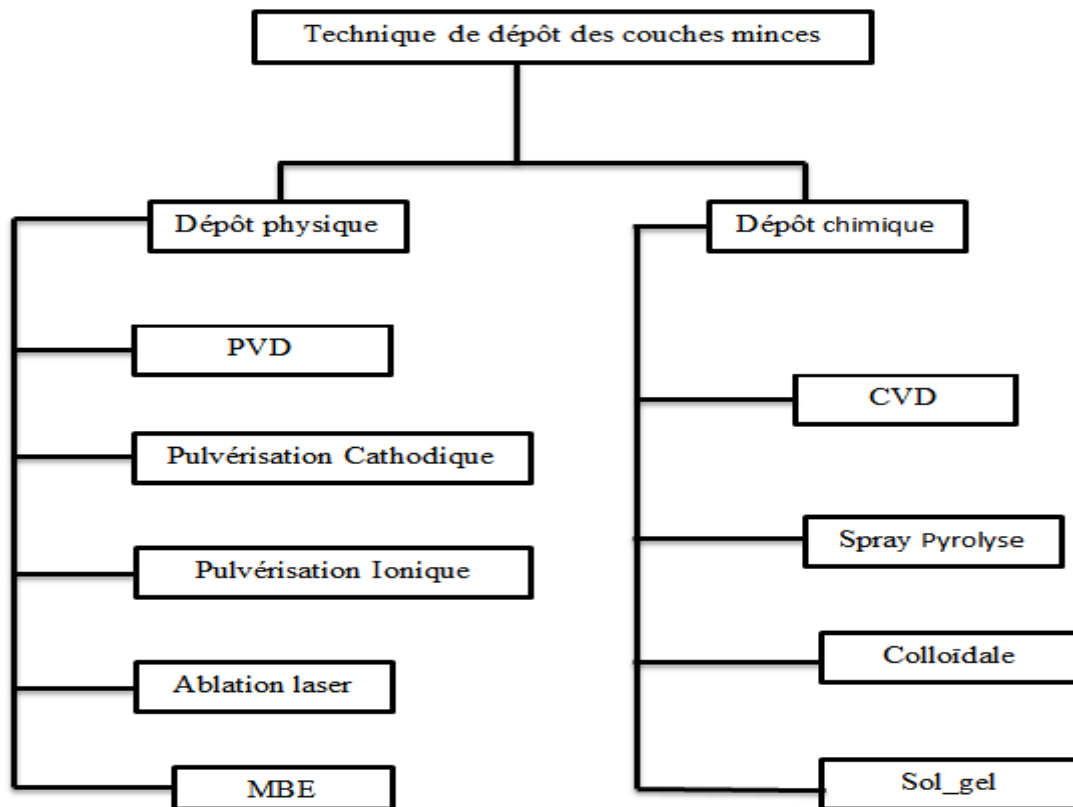 Technique de dépôt des couches minces
Dépôt physique
Dépôt chimique
PVD
CVD
Pulvérisation Cathodique
Spray Pyrolyse
Pulvérisation Ionique
Colloïdale
Ablation laser
Sol_gel
MBE